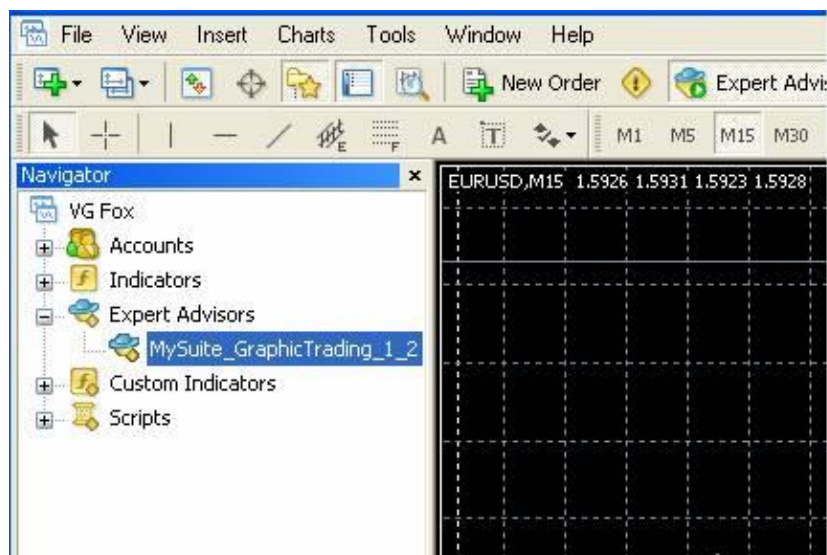 File View Insert Charts Tools Window Help
New Order Expert Advi
E F A T M1 M5 M15 M30
Navigator
EURUSD,M15 1.5926 1.5931 1.5923 1.5928
VG Fox
Accounts
Indicators
Expert Advisors
MySuite_GraphicTrading_1_2
Custom Indicators
Scripts